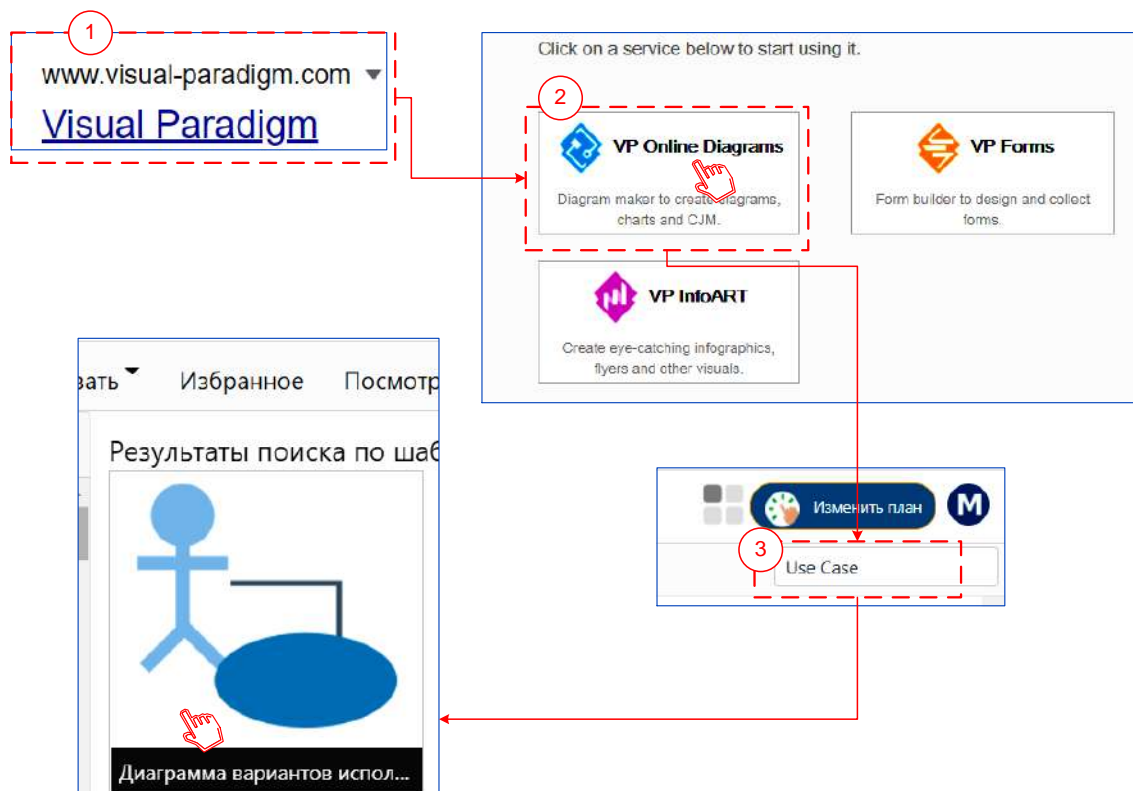 1
www.visual-paradigm.com
Visual Paradigm
Click on a service below to start using it.
2
VP Online Diagrams
Diagram maker to create diagrams,
charts and CJM.
VP Forms
Form builder to design and collect
forms.
VP InfoART
Create eye-catching infographics,
flyers and other visuals.
вать Избранное Посмотр
Результаты поиска по шаб
Диаграмма вариантов испол...
Изменить план M
3
Use Case